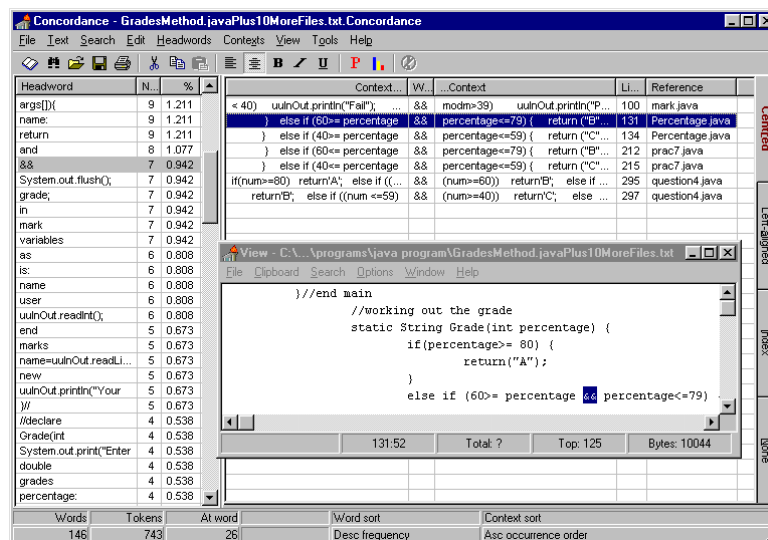 Concordance - GradesMethod.javaPlus10MoreFiles.txt.Concordance
File Text Search Edit Headwords Contexts View Tools Help
B Z U P
Headword N... %
args[]){ 9 1.211
name: 9 1.211
return 9 1.211
and 8 1.077
&& 7 0.942
System.out.flush(); 7 0.942
grade; 7 0.942
in 7 0.942
mark 7 0.942
variables 7 0.942
as 6 0.808
is: 6 0.808
name 6 0.808
user 6 0.808
uuInOut.readInt(); 6 0.808
end 5 0.673
marks 5 0.673
name=uuInOut.readLi... 5 0.673
new 5 0.673
uuInOut.println("Your 5 0.673
}// 5 0.673
//declare 4 0.538
Grade(int 4 0.538
System.out.print("Enter 4 0.538
double 4 0.538
grades 4 0.538
percentage: 4 0.538
Context... W... ...Context Li... Reference
< 40) uuInOut.println("Fail"); ... && modm>39) uuInOut.println("P... 100 mark.java
} else if (60>= percentage && percentage<=79) { return ("B"... 131 Percentage.java
} else if (40>= percentage && percentage<=59) { return ("C"... 134 Percentage.java
} else if (60<= percentage && percentage<=79) { return ("B"... 212 prac7.java
} else if (40<= percentage && percentage<=59) { return ("C"... 215 prac7.java
if(num>=80) return'A'; else if ((... && (num>=60)) return'B'; else if ... 295 question4.java
return'B'; else if ((num <=59) && (num>=40)) return'C'; else ... 297 question4.java
Centred
Left-aligned
Index
None
View - C:\...\programs\java program\GradesMethod.javaPlus10MoreFiles.txt
File Clipboard Search Options Window Help
}//end main
//working out the grade
static String Grade(int percentage) {
if(percentage>= 80) {
return("A");
}
else if (60>= percentage && percentage<=79)
131:52 Total: ? Top: 125 Bytes: 10044
Words Tokens At word Word sort Context sort
146 743 26 Desc frequency Asc occurrence order